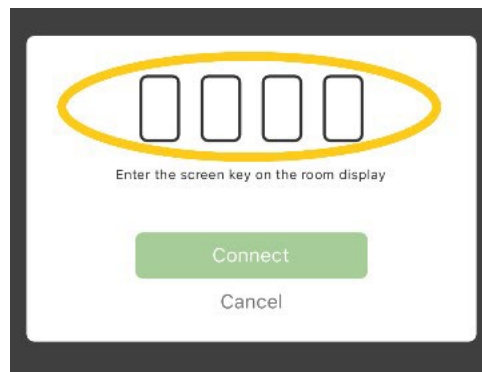 Enter the screen key on the room display
Connect
Cancel